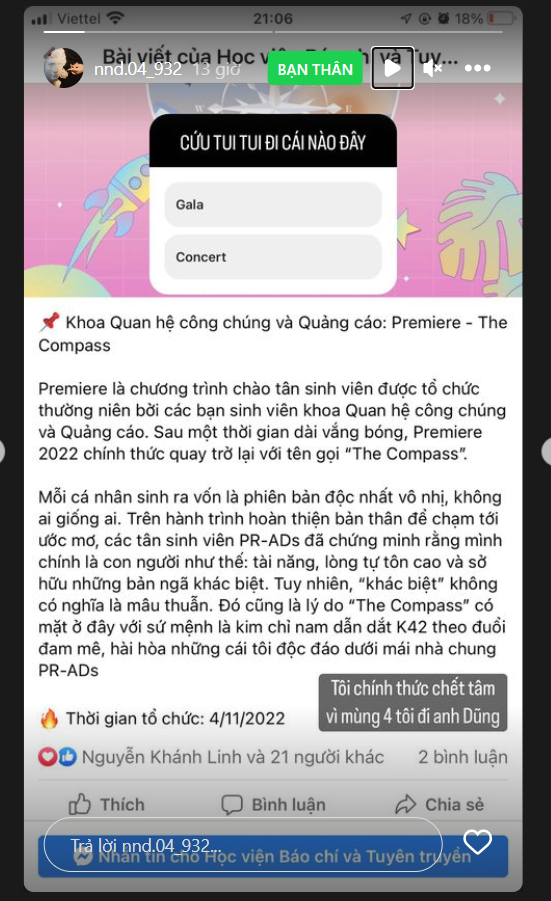 Viettel 21:06 18%
Bài viết của Học viện Báo chí và Tuy...
nnd.04_932 13 giờ BẠN THÂN
W E
CỨU TUI TUI ĐI CÁI NÀO ĐÂY
Gala
Concert
📌 Khoa Quan hệ công chúng và Quảng cáo: Premiere - The
Compass
Premiere là chương trình chào tân sinh viên được tổ chức
thường niên bởi các bạn sinh viên khoa Quan hệ công chúng
và Quảng cáo. Sau một thời gian dài vắng bóng, Premiere
2022 chính thức quay trở lại với tên gọi “The Compass”.
Mỗi cá nhân sinh ra vốn là phiên bản độc nhất vô nhị, không
ai giống ai. Trên hành trình hoàn thiện bản thân để chạm tới
ước mơ, các tân sinh viên PR-ADs đã chứng minh rằng mình
chính là con người như thế: tài năng, lòng tự tôn cao và sở
hữu những bản ngã khác biệt. Tuy nhiên, “khác biệt” không
có nghĩa là mâu thuẫn. Đó cũng là lý do “The Compass” có
mặt ở đây với sứ mệnh là kim chỉ nam dẫn dắt K42 theo đuổi
đam mê, hài hòa những cái tôi độc đáo dưới mái nhà chung
PR-ADs
Tôi chính thức chết tâm
vì mùng 4 tôi đi anh Dũng
🔥 Thời gian tổ chức: 4/11/2022
Nguyễn Khánh Linh và 21 người khác 2 bình luận
Thích Bình luận Chia sẻ
Trả lời nnd.04_932...
Nhắn tin cho Học viện Báo chí và Tuyên truyền